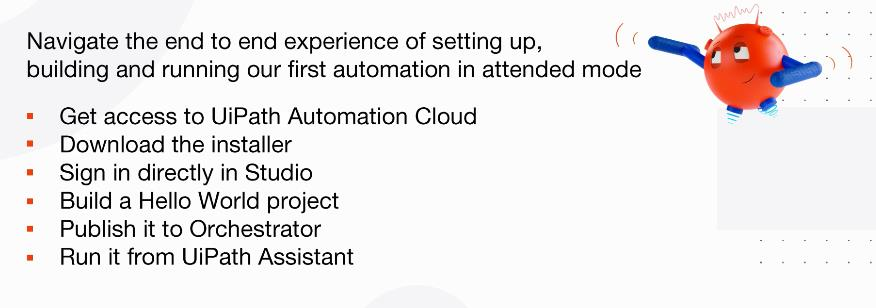 Navigate the end to end experience of setting up,
building and running our first automation in attended mode
▪ Get access to UiPath Automation Cloud
▪ Download the installer
▪ Sign in directly in Studio
▪ Build a Hello World project
▪ Publish it to Orchestrator
▪ Run it from UiPath Assistant